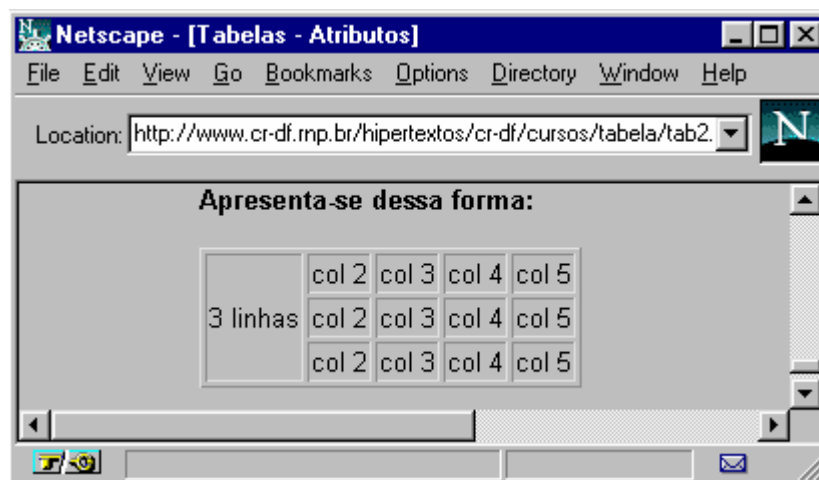 Netscape - [Tabelas - Atributos]
File Edit View Go Bookmarks Options Directory Window Help
Location: http://www.cr-df.rnp.br/hipertextos/cr-df/cursos/tabela/tab2.
N
Apresenta-se dessa forma:
col 2 col 3 col 4 col 5
3 linhas col 2 col 3 col 4 col 5
col 2 col 3 col 4 col 5